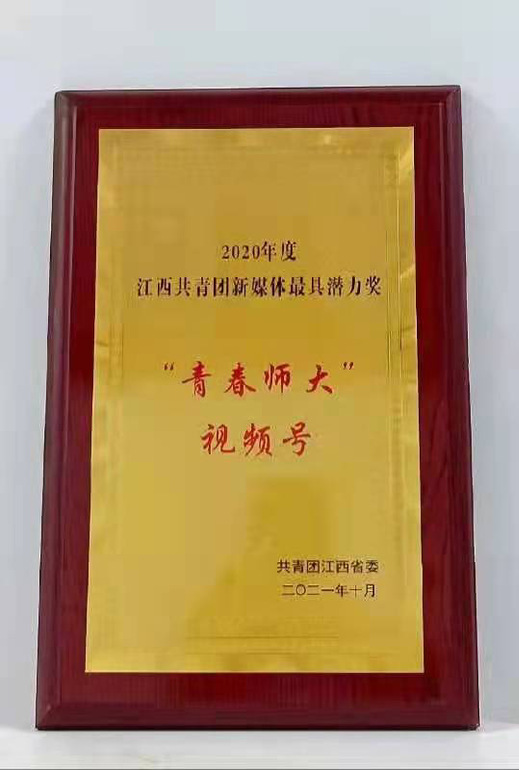 2020年度
江西共青团新媒体最具潜力奖
“青春师大”
视频号
共青团江西省委
二〇二一年十月